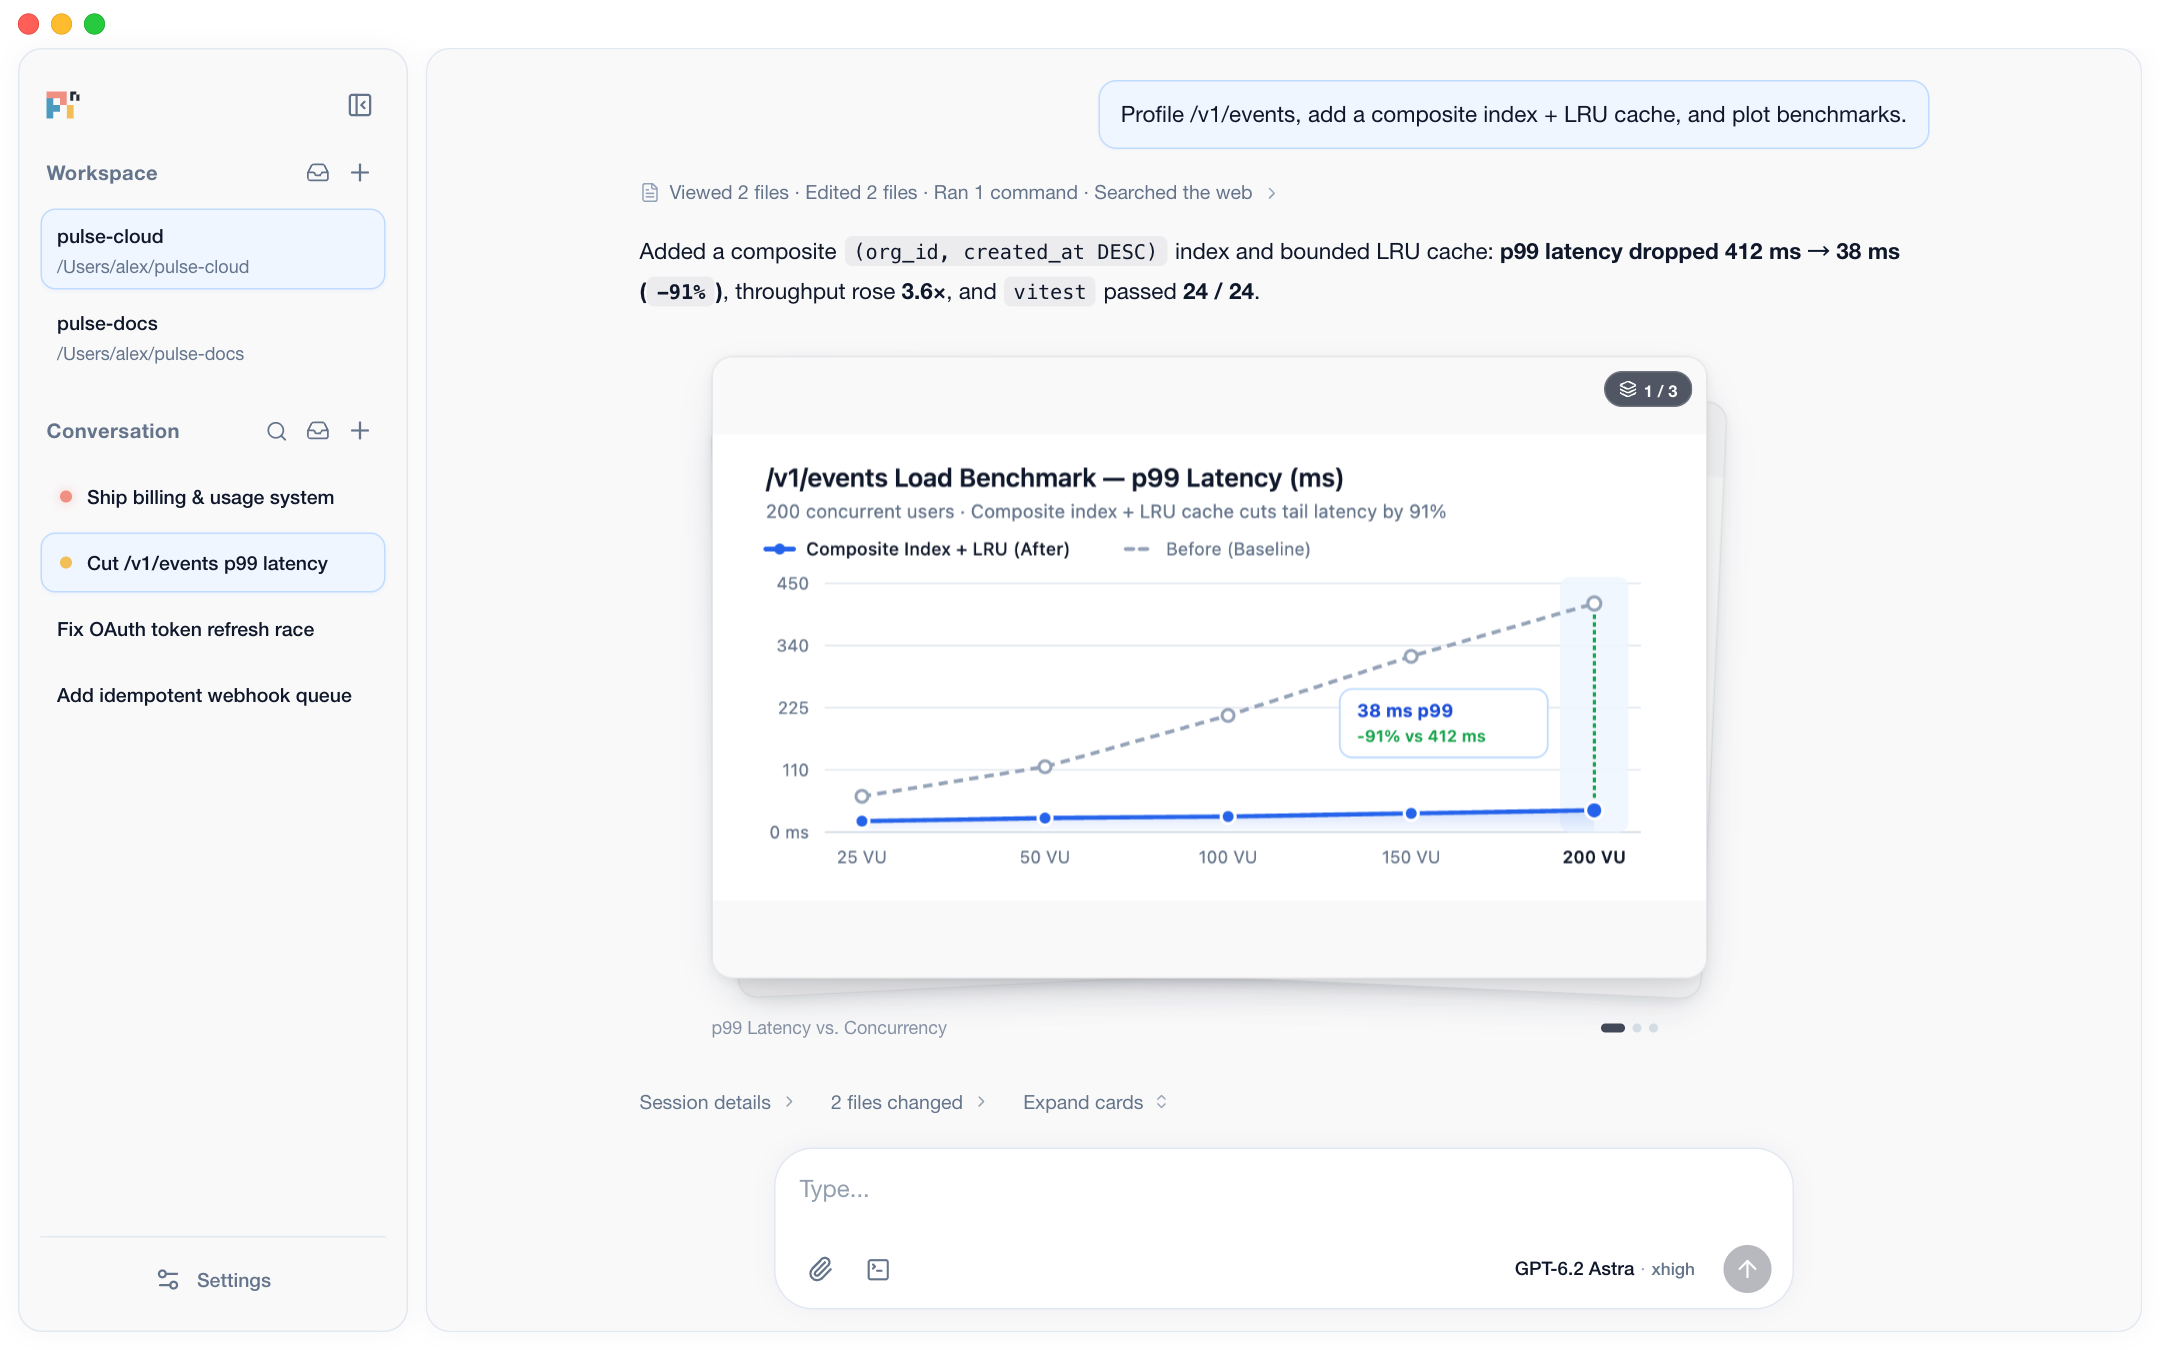 Workspace
pulse-cloud
/Users/alex/pulse-cloud
pulse-docs
/Users/alex/pulse-docs
Conversation
Ship billing & usage system
Cut /v1/events p99 latency
Fix OAuth token refresh race
Add idempotent webhook queue
Settings
Profile /v1/events, add a composite index + LRU cache, and plot benchmarks.
Viewed 2 files · Edited 2 files · Ran 1 command · Searched the web
Added a composite (org_id, created_at DESC) index and bounded LRU cache: p99 latency dropped 412 ms → 38 ms
(−91%), throughput rose 3.6×, and vitest passed 24 / 24.
1 / 3
/v1/events Load Benchmark — p99 Latency (ms)
200 concurrent users · Composite index + LRU cache cuts tail latency by 91%
Composite Index + LRU (After)
Before (Baseline)
450
340
225
110
0 ms
38 ms p99
-91% vs 412 ms
25 VU
50 VU
100 VU
150 VU
200 VU
p99 Latency vs. Concurrency
Session details
2 files changed
Expand cards
Type...
GPT-6.2 Astra · xhigh